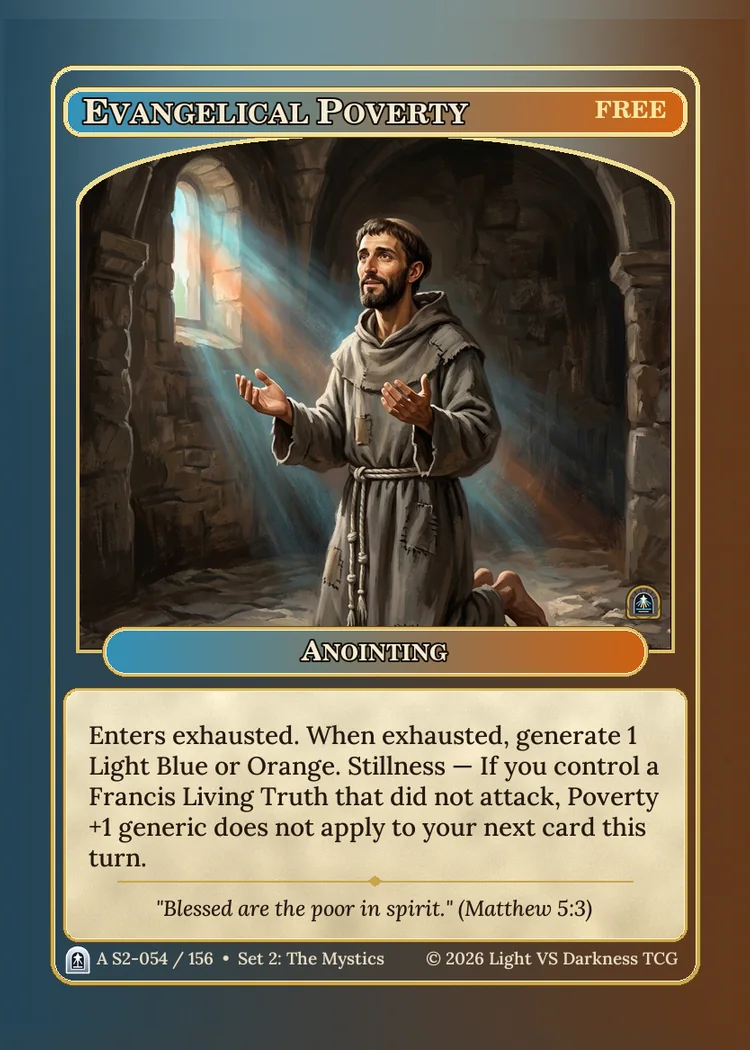 Evangelical Poverty
FREE
Anointing
Enters exhausted. When exhausted, generate 1
Light Blue or Orange. Stillness — If you control a
Francis Living Truth that did not attack, Poverty
+1 generic does not apply to your next card this
turn.
"Blessed are the poor in spirit." (Matthew 5:3)
A S2-054 / 156 • Set 2: The Mystics
© 2026 Light VS Darkness TCG